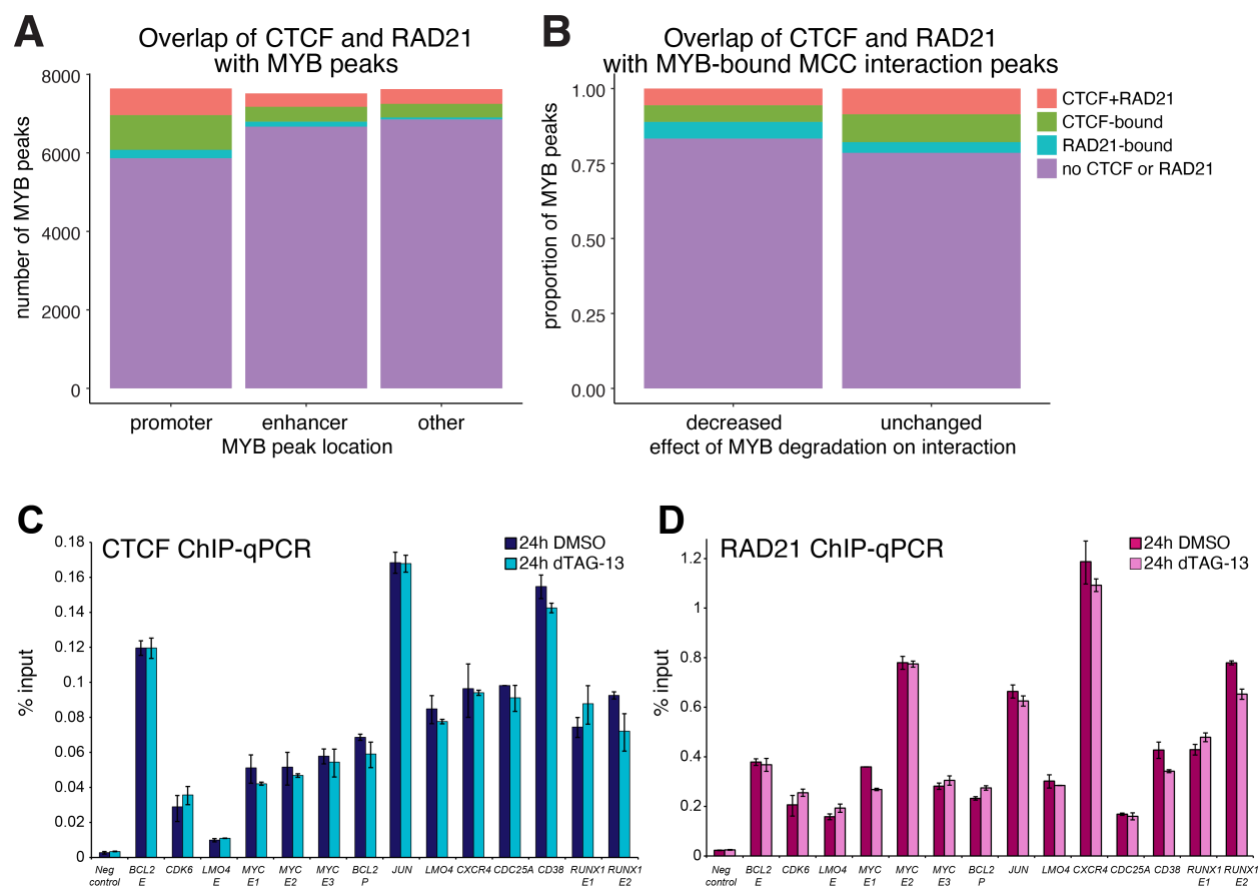 A
Overlap of CTCF and RAD21
with MYB peaks
number of MYB peaks
8000
6000
4000
2000
0
promoter
enhancer
other
MYB peak location
B
Overlap of CTCF and RAD21
with MYB-bound MCC interaction peaks
proportion of MYB peaks
1.00
0.75
0.50
0.25
0.00
decreased
unchanged
effect of MYB degradation on interaction
CTCF+RAD21
CTCF-bound
RAD21-bound
no CTCF or RAD21
C
CTCF ChIP-qPCR
24h DMSO
24h dTAG-13
% input
0.18
0.16
0.14
0.12
0.1
0.08
0.06
0.04
0.02
0
Neg control
BCL2 E
CDK6
LMO4 E
MYC E1
MYC E2
MYC E3
BCL2 P
JUN
LMO4
CXCR4
CDC25A
CD38
RUNX1 E1
RUNX1 E2
D
RAD21 ChIP-qPCR
24h DMSO
24h dTAG-13
% input
1.2
1
0.8
0.6
0.4
0.2
0
Neg control
BCL2 E
CDK6
LMO4 E
MYC E1
MYC E2
MYC E3
BCL2 P
JUN
LMO4
CXCR4
CDC25A
CD38
RUNX1 E1
RUNX1 E2